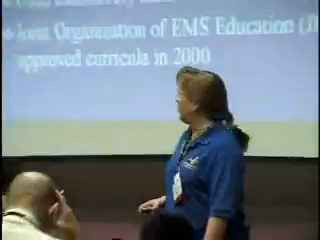 Joint Organization of EMS Education (J
approved curricula in 2000